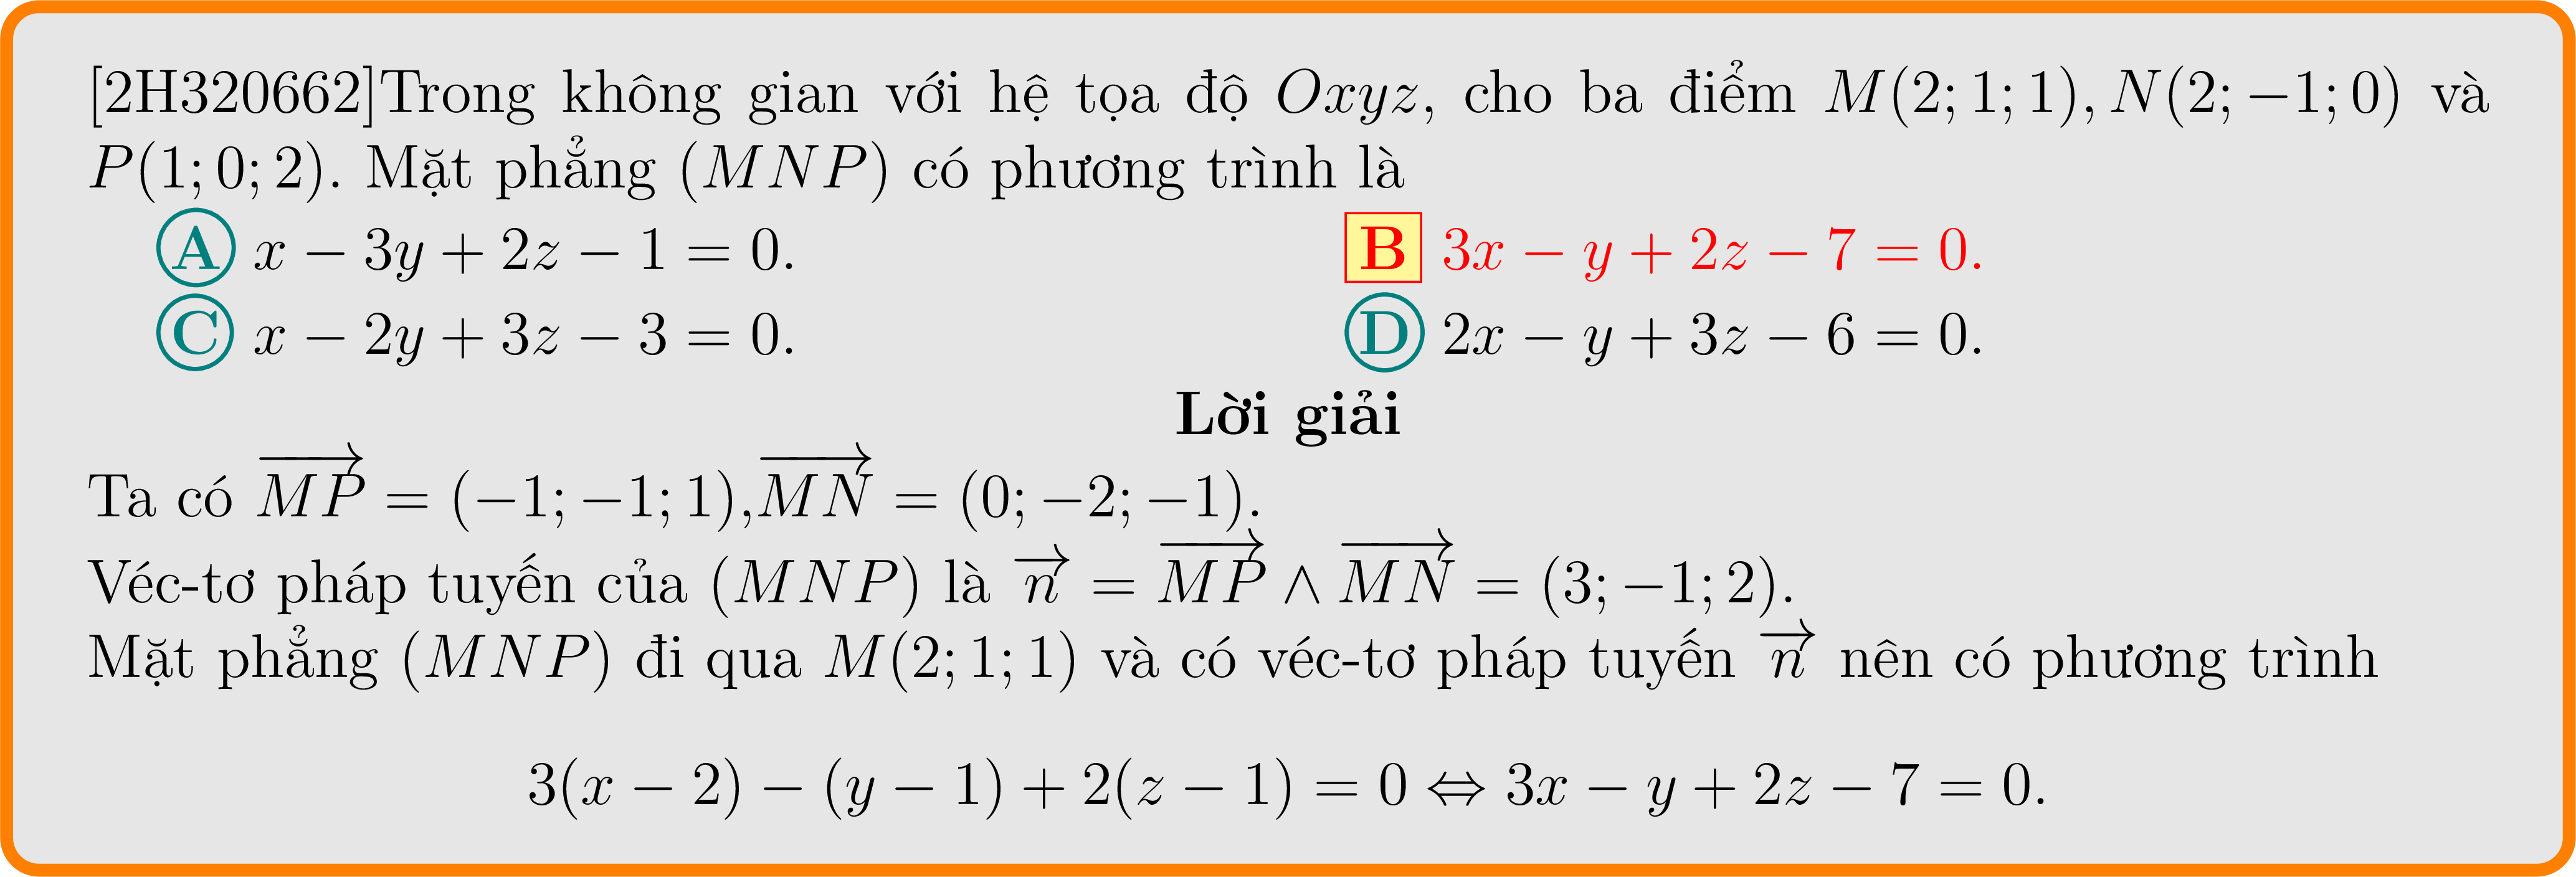 [2H320662]Trong không gian với hệ tọa độ Oxyz, cho ba điểm M(2; 1; 1), N(2; −1; 0) và
P(1; 0; 2). Mặt phẳng (MNP) có phương trình là
A x − 3y + 2z − 1 = 0. B 3x − y + 2z − 7 = 0.
C x − 2y + 3z − 3 = 0. D 2x − y + 3z − 6 = 0.
Lời giải
Ta có \overrightarrow{MP} = (−1; −1; 1),\overrightarrow{MN} = (0; −2; −1).
Véc-tơ pháp tuyến của (MNP) là \overrightarrow{n} = \overrightarrow{MP} ∧ \overrightarrow{MN} = (3; −1; 2).
Mặt phẳng (MNP) đi qua M(2; 1; 1) và có véc-tơ pháp tuyến \overrightarrow{n} nên có phương trình
3(x − 2) − (y − 1) + 2(z − 1) = 0 ⇔ 3x − y + 2z − 7 = 0.